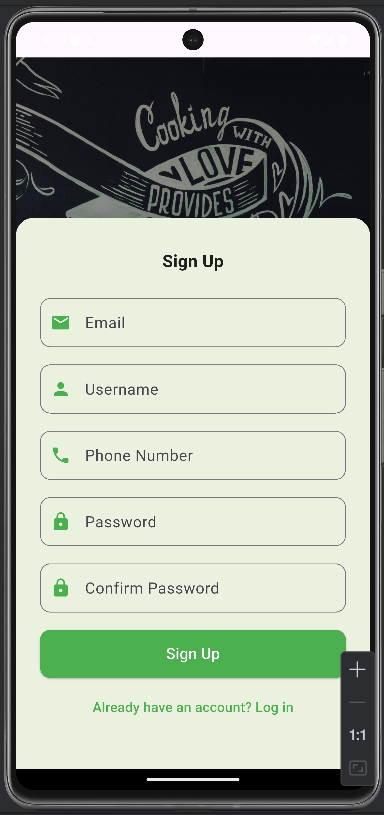 Cooking
WITH
LOVE
PROVIDES
Sign Up
Email
Username
Phone Number
Password
Confirm Password
Sign Up
Already have an account? Log in
1:1